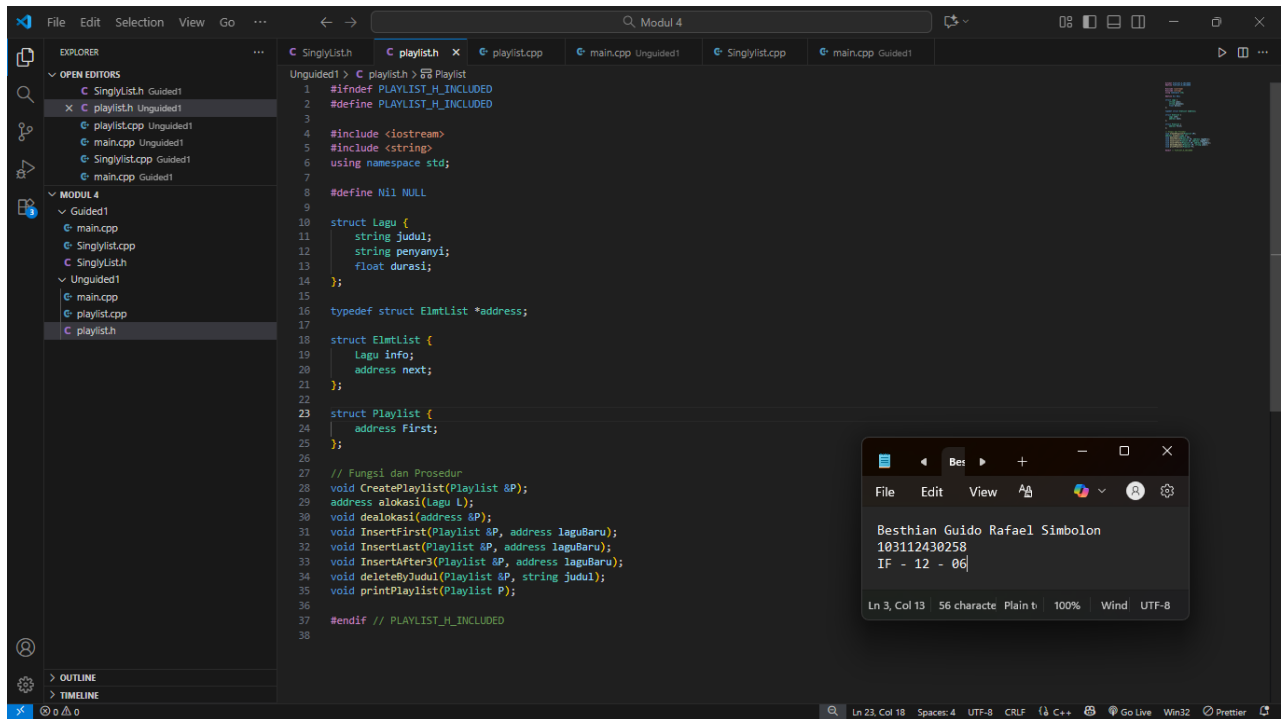 File Edit Selection View Go ··· Modul 4
EXPLORER ···
OPEN EDITORS
SinglyList.h Guided1
playlist.h Unguided1
playlist.cpp Unguided1
main.cpp Unguided1
Singlylist.cpp Guided1
main.cpp Guided1
MODUL 4
Guided1
main.cpp
Singlylist.cpp
SinglyList.h
Unguided1
main.cpp
playlist.cpp
playlist.h
OUTLINE
TIMELINE
3
C SinglyList.h C playlist.h playlist.cpp main.cpp Unguided1 Singlylist.cpp main.cpp Guided1
Unguided1 > C playlist.h > Playlist
1 #ifndef PLAYLIST_H_INCLUDED
2 #define PLAYLIST_H_INCLUDED
3
4 #include <iostream>
5 #include <string>
6 using namespace std;
7
8 #define Nil NULL
9
10 struct Lagu {
11 string judul;
12 string penyanyi;
13 float durasi;
14 };
15
16 typedef struct ElmtList *address;
17
18 struct ElmtList {
19 Lagu info;
20 address next;
21 };
22
23 struct Playlist {
24 address First;
25 };
26
27 // Fungsi dan Prosedur
28 void CreatePlaylist(Playlist &P);
29 address alokasi(Lagu L);
30 void dealokasi(address &P);
31 void InsertFirst(Playlist &P, address laguBaru);
32 void InsertLast(Playlist &P, address laguBaru);
33 void InsertAfter3(Playlist &P, address laguBaru);
34 void deleteByJudul(Playlist &P, string judul);
35 void printPlaylist(Playlist P);
36
37 #endif // PLAYLIST_H_INCLUDED
38
Bes
File Edit View
Besthian Guido Rafael Simbolon
103112430258
IF - 12 - 06
Ln 3, Col 13 56 characte Plain t 100% Wind UTF-8
0 0 Ln 23, Col 18 Spaces: 4 UTF-8 CRLF {} C++ Go Live Win32 Prettier